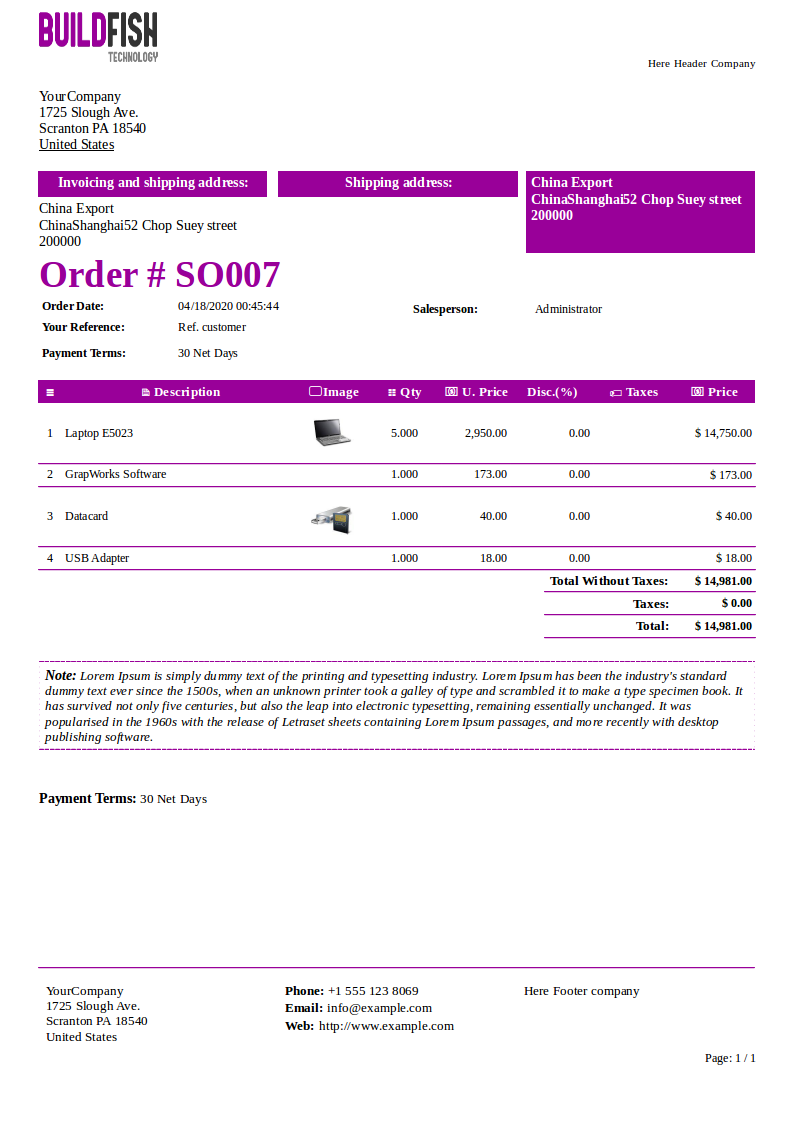 BUILDFISH
TECHNOLOGY
Here Header Company
YourCompany
1725 Slough Ave.
Scranton PA 18540
United States
Invoicing and shipping address:
Shipping address:
China Export
ChinaShanghai52 Chop Suey street
200000
China Export
ChinaShanghai52 Chop Suey street
200000
Order # SO007
Order Date: 04/18/2020 00:45:44
Salesperson: Administrator
Your Reference: Ref. customer
Payment Terms: 30 Net Days
Description Image Qty U. Price Disc.(%) Taxes Price
1 Laptop E5023 5.000 2,950.00 0.00 $ 14,750.00
2 GrapWorks Software 1.000 173.00 0.00 $ 173.00
3 Datacard 1.000 40.00 0.00 $ 40.00
4 USB Adapter 1.000 18.00 0.00 $ 18.00
Total Without Taxes: $ 14,981.00
Taxes: $ 0.00
Total: $ 14,981.00
Note: Lorem Ipsum is simply dummy text of the printing and typesetting industry. Lorem Ipsum has been the industry's standard
dummy text ever since the 1500s, when an unknown printer took a galley of type and scrambled it to make a type specimen book. It
has survived not only five centuries, but also the leap into electronic typesetting, remaining essentially unchanged. It was
popularised in the 1960s with the release of Letraset sheets containing Lorem Ipsum passages, and more recently with desktop
publishing software.
Payment Terms: 30 Net Days
YourCompany
1725 Slough Ave.
Scranton PA 18540
United States
Phone: +1 555 123 8069
Email: info@example.com
Web: http://www.example.com
Here Footer company
Page: 1 / 1